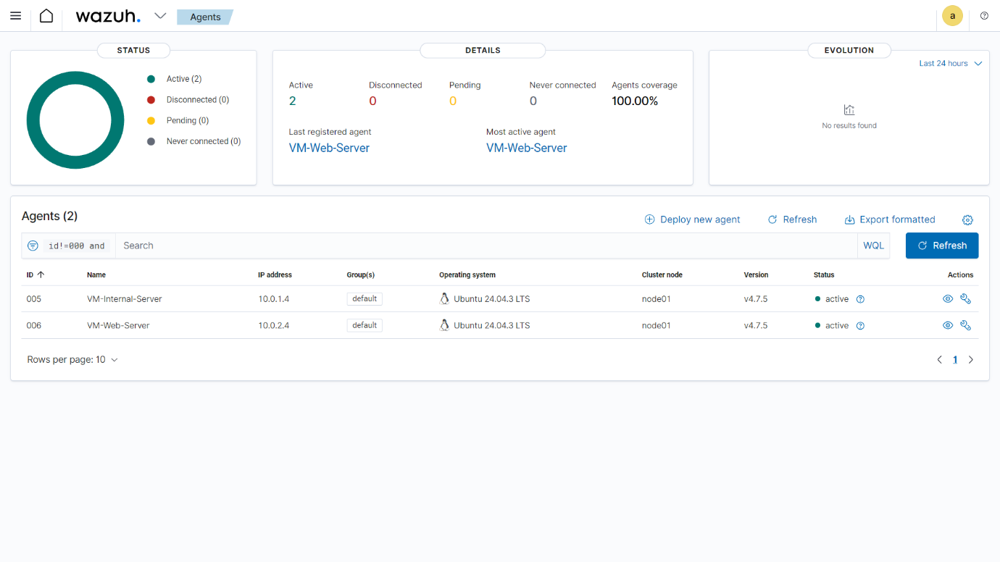 wazuh.
Agents
a
STATUS
Active (2)
Disconnected (0)
Pending (0)
Never connected (0)
DETAILS
Active
2
Disconnected
0
Pending
0
Never connected
0
Agents coverage
100.00%
Last registered agent
VM-Web-Server
Most active agent
VM-Web-Server
EVOLUTION
Last 24 hours
No results found
Agents (2)
Deploy new agent
Refresh
Export formatted
id!=000 and
Search
WQL
Refresh
ID Name IP address Group(s) Operating system Cluster node Version Status Actions
005 VM-Internal-Server 10.0.1.4 default Ubuntu 24.04.3 LTS node01 v4.7.5 active
006 VM-Web-Server 10.0.2.4 default Ubuntu 24.04.3 LTS node01 v4.7.5 active
Rows per page: 10
1